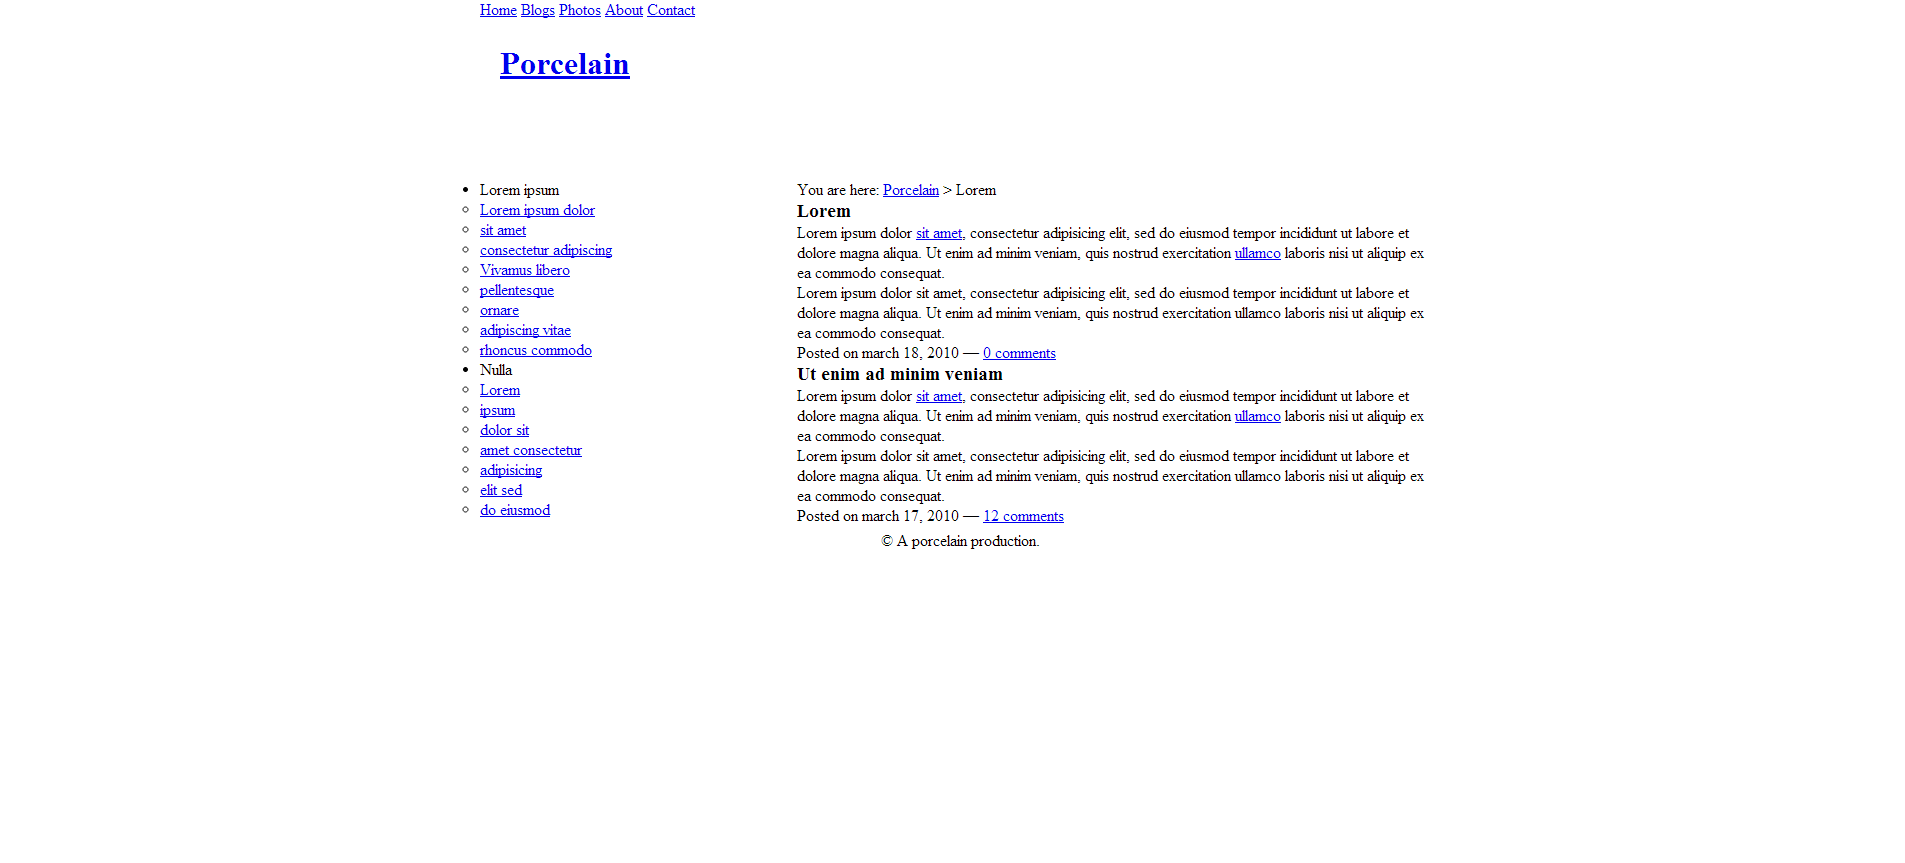 Home Blogs Photos About Contact
Porcelain
Lorem ipsum
Lorem ipsum dolor
sit amet
consectetur adipiscing
Vivamus libero
pellentesque
ornare
adipiscing vitae
rhoncus commodo
Nulla
Lorem
ipsum
dolor sit
amet consectetur
adipisicing
elit sed
do eiusmod
You are here: Porcelain > Lorem
Lorem
Lorem ipsum dolor sit amet, consectetur adipisicing elit, sed do eiusmod tempor incididunt ut labore et
dolore magna aliqua. Ut enim ad minim veniam, quis nostrud exercitation ullamco laboris nisi ut aliquip ex
ea commodo consequat.
Lorem ipsum dolor sit amet, consectetur adipisicing elit, sed do eiusmod tempor incididunt ut labore et
dolore magna aliqua. Ut enim ad minim veniam, quis nostrud exercitation ullamco laboris nisi ut aliquip ex
ea commodo consequat.
Posted on march 18, 2010 — 0 comments
Ut enim ad minim veniam
Lorem ipsum dolor sit amet, consectetur adipisicing elit, sed do eiusmod tempor incididunt ut labore et
dolore magna aliqua. Ut enim ad minim veniam, quis nostrud exercitation ullamco laboris nisi ut aliquip ex
ea commodo consequat.
Lorem ipsum dolor sit amet, consectetur adipisicing elit, sed do eiusmod tempor incididunt ut labore et
dolore magna aliqua. Ut enim ad minim veniam, quis nostrud exercitation ullamco laboris nisi ut aliquip ex
ea commodo consequat.
Posted on march 17, 2010 — 12 comments
© A porcelain production.